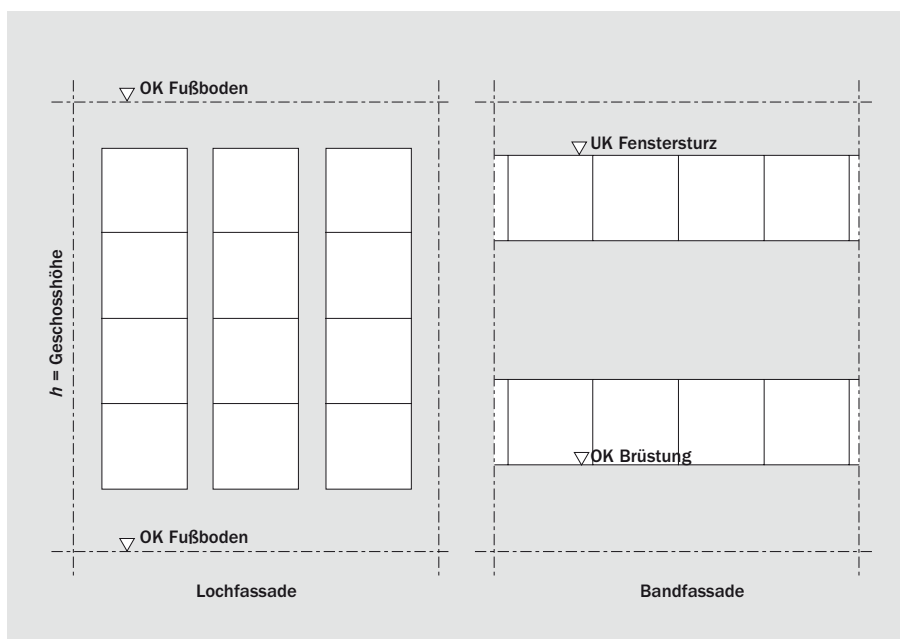 OK Fußboden
h = Geschosshöhe
OK Fußboden
Lochfassade
UK Fenstersturz
OK Brüstung
Bandfassade